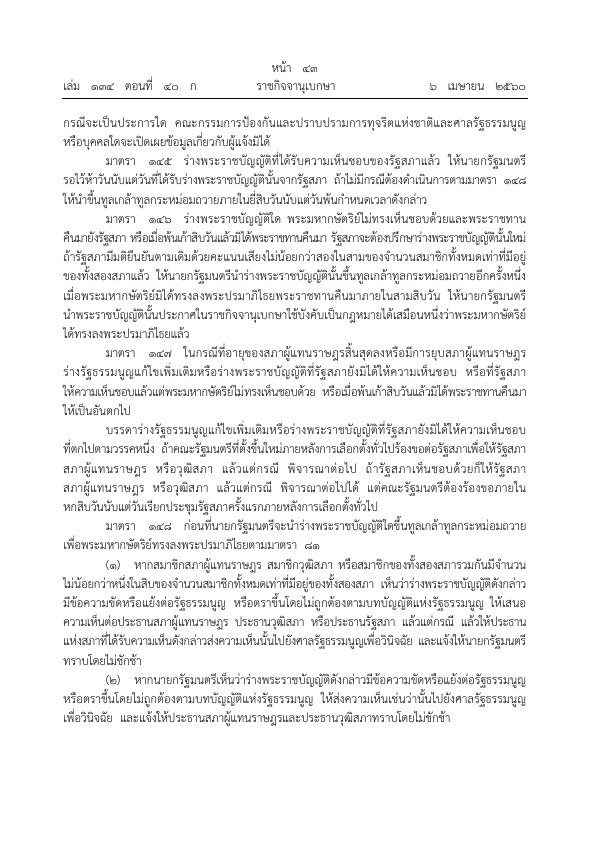 หน้า ๔๓
เล่ม ๑๓๔ ตอนที่ ๔๐ ก ราชกิจจานุเบกษา ๖ เมษายน ๒๕๖๐
กรณีจะเป็นประการใด คณะกรรมการป้องกันและปราบปรามการทุจริตแห่งชาติและศาลรัฐธรรมนูญ
หรือบุคคลใดจะเปิดเผยข้อมูลเกี่ยวกับผู้แจ้งมิได้
มาตรา ๑๔๕ ร่างพระราชบัญญัติที่ได้รับความเห็นชอบของรัฐสภาแล้ว ให้นายกรัฐมนตรี
รอไว้ห้าวันนับแต่วันที่ได้รับร่างพระราชบัญญัตินั้นจากรัฐสภา ถ้าไม่มีกรณีต้องดำเนินการตามมาตรา ๑๔๘
ให้นำขึ้นทูลเกล้าทูลกระหม่อมถวายภายในยี่สิบวันนับแต่วันพ้นกำหนดเวลาดังกล่าว
มาตรา ๑๔๖ ร่างพระราชบัญญัติใด พระมหากษัตริย์ไม่ทรงเห็นชอบด้วยและพระราชทาน
คืนมายังรัฐสภา หรือเมื่อพ้นเก้าสิบวันแล้วมิได้พระราชทานคืนมา รัฐสภาจะต้องปรึกษาร่างพระราชบัญญัตินั้นใหม่
ถ้ารัฐสภามีมติยืนยันตามเดิมด้วยคะแนนเสียงไม่น้อยกว่าสองในสามของจำนวนสมาชิกทั้งหมดเท่าที่มีอยู่
ของทั้งสองสภาแล้ว ให้นายกรัฐมนตรีนำร่างพระราชบัญญัตินั้นขึ้นทูลเกล้าทูลกระหม่อมถวายอีกครั้งหนึ่ง
เมื่อพระมหากษัตริย์มิได้ทรงลงพระปรมาภิไธยพระราชทานคืนมาภายในสามสิบวัน ให้นายกรัฐมนตรี
นำพระราชบัญญัตินั้นประกาศในราชกิจจานุเบกษาใช้บังคับเป็นกฎหมายได้เสมือนหนึ่งว่าพระมหากษัตริย์
ได้ทรงลงพระปรมาภิไธยแล้ว
มาตรา ๑๔๗ ในกรณีที่อายุของสภาผู้แทนราษฎรสิ้นสุดลงหรือมีการยุบสภาผู้แทนราษฎร
ร่างรัฐธรรมนูญแก้ไขเพิ่มเติมหรือร่างพระราชบัญญัติที่รัฐสภายังมิได้ให้ความเห็นชอบ หรือที่รัฐสภา
ให้ความเห็นชอบแล้วแต่พระมหากษัตริย์ไม่ทรงเห็นชอบด้วย หรือเมื่อพ้นเก้าสิบวันแล้วมิได้พระราชทานคืนมา
ให้เป็นอันตกไป
บรรดาร่างรัฐธรรมนูญแก้ไขเพิ่มเติมหรือร่างพระราชบัญญัติที่รัฐสภายังมิได้ให้ความเห็นชอบ
ที่ตกไปตามวรรคหนึ่ง ถ้าคณะรัฐมนตรีที่ตั้งขึ้นใหม่ภายหลังการเลือกตั้งทั่วไปร้องขอต่อรัฐสภาเพื่อให้รัฐสภา
สภาผู้แทนราษฎร หรือวุฒิสภา แล้วแต่กรณี พิจารณาต่อไป ถ้ารัฐสภาเห็นชอบด้วยก็ให้รัฐสภา
สภาผู้แทนราษฎร หรือวุฒิสภา แล้วแต่กรณี พิจารณาต่อไปได้ แต่คณะรัฐมนตรีต้องร้องขอภายใน
หกสิบวันนับแต่วันเรียกประชุมรัฐสภาครั้งแรกภายหลังการเลือกตั้งทั่วไป
มาตรา ๑๔๘ ก่อนที่นายกรัฐมนตรีจะนำร่างพระราชบัญญัติใดขึ้นทูลเกล้าทูลกระหม่อมถวาย
เพื่อพระมหากษัตริย์ทรงลงพระปรมาภิไธยตามมาตรา ๘๑
(๑) หากสมาชิกสภาผู้แทนราษฎร สมาชิกวุฒิสภา หรือสมาชิกของทั้งสองสภารวมกันมีจำนวน
ไม่น้อยกว่าหนึ่งในสิบของจำนวนสมาชิกทั้งหมดเท่าที่มีอยู่ของทั้งสองสภา เห็นว่าร่างพระราชบัญญัติดังกล่าว
มีข้อความขัดหรือแย้งต่อรัฐธรรมนูญ หรือตราขึ้นโดยไม่ถูกต้องตามบทบัญญัติแห่งรัฐธรรมนูญ ให้เสนอ
ความเห็นต่อประธานสภาผู้แทนราษฎร ประธานวุฒิสภา หรือประธานรัฐสภา แล้วแต่กรณี แล้วให้ประธาน
แห่งสภาที่ได้รับความเห็นดังกล่าวส่งความเห็นนั้นไปยังศาลรัฐธรรมนูญเพื่อวินิจฉัย และแจ้งให้นายกรัฐมนตรี
ทราบโดยไม่ชักช้า
(๒) หากนายกรัฐมนตรีเห็นว่าร่างพระราชบัญญัติดังกล่าวมีข้อความขัดหรือแย้งต่อรัฐธรรมนูญ
หรือตราขึ้นโดยไม่ถูกต้องตามบทบัญญัติแห่งรัฐธรรมนูญ ให้ส่งความเห็นเช่นว่านั้นไปยังศาลรัฐธรรมนูญ
เพื่อวินิจฉัย และแจ้งให้ประธานสภาผู้แทนราษฎรและประธานวุฒิสภาทราบโดยไม่ชักช้า